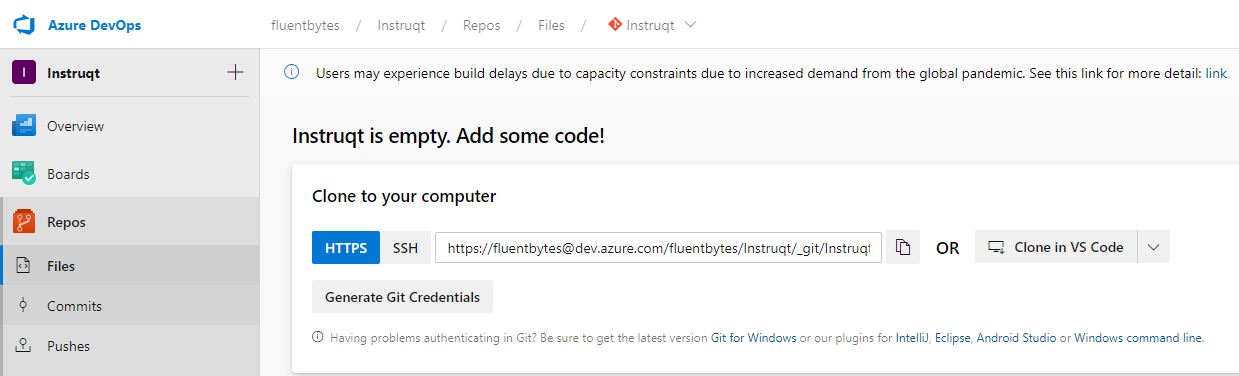 Azure DevOps
fluentbytes / Instruqt / Repos / Files / Instruqt
I Instruqt +
Users may experience build delays due to capacity constraints due to increased demand from the global pandemic. See this link for more detail: link
Overview
Instruqt is empty. Add some code!
Boards
Clone to your computer
Repos
HTTPS SSH https://fluentbytes@dev.azure.com/fluentbytes/Instruqt/_git/Instruqt OR Clone in VS Code
Files
Generate Git Credentials
Commits
Having problems authenticating in Git? Be sure to get the latest version Git for Windows or our plugins for IntelliJ, Eclipse, Android Studio or Windows command line.
Pushes